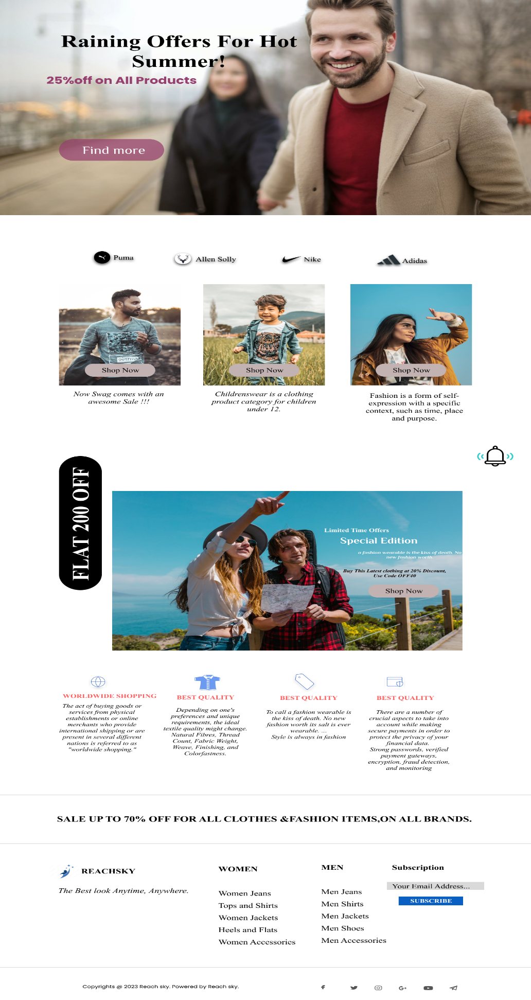 Raining Offers For Hot
Summer!
25%off on All Products
Find more
Puma
Allen Solly
Nike
Adidas
OUTFITS
Shop Now
Shop Now
Shop Now
Now Swag comes with an
awesome Sale !!!
Childrenswear is a clothing
product category for children
under 12.
Fashion is a form of self-
expression with a specific
context, such as time, place
and purpose.
FLAT 200 OFF
Limited Time Offers
Special Edition
a fashion wearable is the kiss of death. No
new fashion worth.
Buy This Latest clothing at 20% Discount,
Use Code OFF40
Shop Now
WORLDWIDE SHOPPING
The act of buying goods or
services from physical
establishments or online
merchants who provide
international shipping or are
present in several different
nations is referred to as
"worldwide shopping."
BEST QUALITY
Depending on one's
preferences and unique
requirements, the ideal
textile quality might change.
Natural Fibres, Thread
Count, Fabric Weight,
Weave, Finishing, and
Colorfastness.
BEST QUALITY
To call a fashion wearable is
the kiss of death. No new
fashion worth its salt is ever
wearable. ...
Style is always in fashion
BEST QUALITY
There are a number of
crucial aspects to take into
account while making
secure payments in order to
protect the privacy of your
financial data.
Strong passwords, verified
payment gateways,
encryption, fraud detection,
and monitoring
SALE UP TO 70% OFF FOR ALL CLOTHES &FASHION ITEMS,ON ALL BRANDS.
REACHSKY
The Best look Anytime, Anywhere.
WOMEN
Women Jeans
Tops and Shirts
Women Jackets
Heels and Flats
Women Accessories
MEN
Men Jeans
Men Shirts
Men Jackets
Men Shoes
Men Accessories
Subscription
Your Email Address...
SUBSCRIBE
Copyrights @ 2023 Reach sky. Powered by Reach sky.